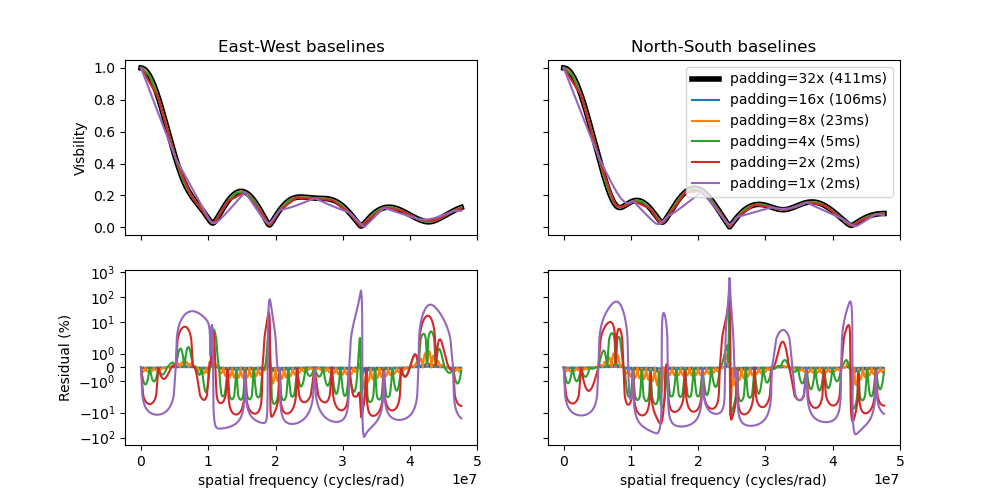 East-West baselines
North-South baselines
Visbility
1.0
0.8
0.6
0.4
0.2
0.0
padding=32x (411ms)
padding=16x (106ms)
padding=8x (23ms)
padding=4x (5ms)
padding=2x (2ms)
padding=1x (2ms)
Residual (%)
10³
10²
10¹
10⁰
0
−10⁰
−10¹
−10²
0 1 2 3 4 5
1e7
spatial frequency (cycles/rad)
0 1 2 3 4 5
1e7
spatial frequency (cycles/rad)